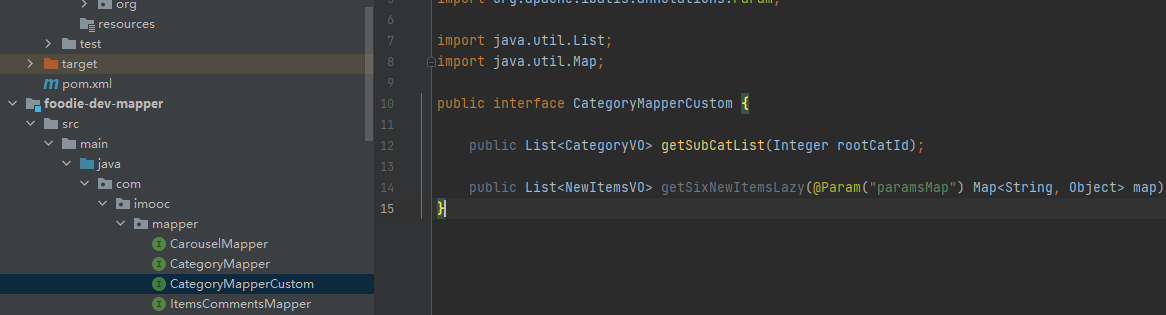 org
resources
test
target
pom.xml
foodie-dev-mapper
src
main
java
com
imooc
mapper
CarouselMapper
CategoryMapper
CategoryMapperCustom
ItemsCommentsMapper
5 import org.apache.ibatis.annotations.Param;
6
7 import java.util.List;
8 import java.util.Map;
9
10 public interface CategoryMapperCustom {
11
12 public List<CategoryVO> getSubCatList(Integer rootCatId);
13
14 public List<NewItemsVO> getSixNewItemsLazy(@Param("paramsMap") Map<String, Object> map)
15 }